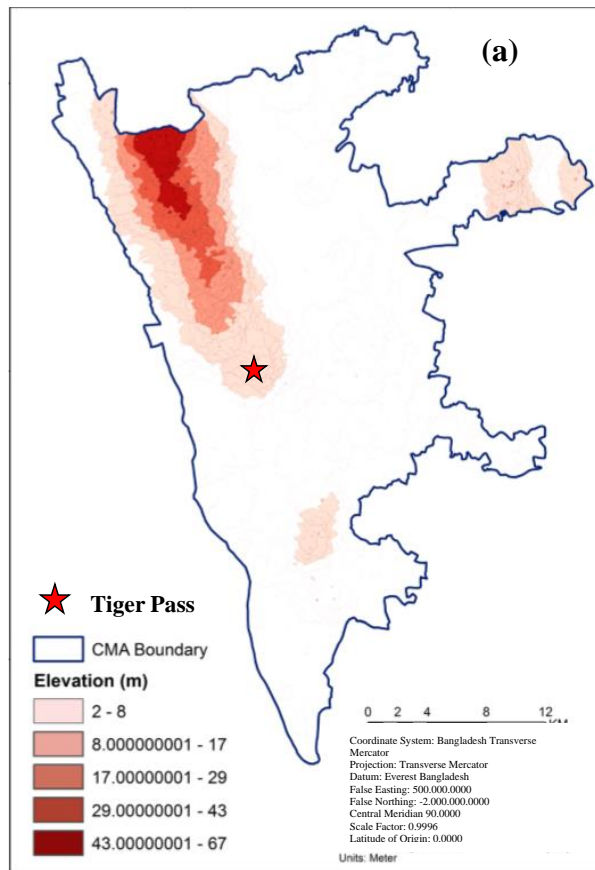 (a)
Tiger Pass
CMA Boundary
Elevation (m)
2 - 8
8.000000001 - 17
17.00000001 - 29
29.00000001 - 43
43.00000001 - 67
0 2 4 8 12
KM
Coordinate System: Bangladesh Transverse
Mercator
Projection: Transverse Mercator
Datum: Everest Bangladesh
False Easting: 500.000.0000
False Northing: -2.000.000.0000
Central Meridian 90.0000
Scale Factor: 0.9996
Latitude of Origin: 0.0000
Units: Meter